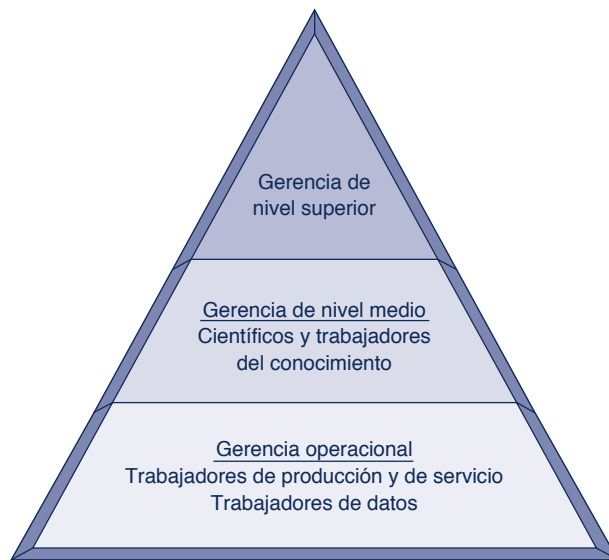 Gerencia de
nivel superior
Gerencia de nivel medio
Científicos y trabajadores
del conocimiento
Gerencia operacional
Trabajadores de producción y de servicio
Trabajadores de datos